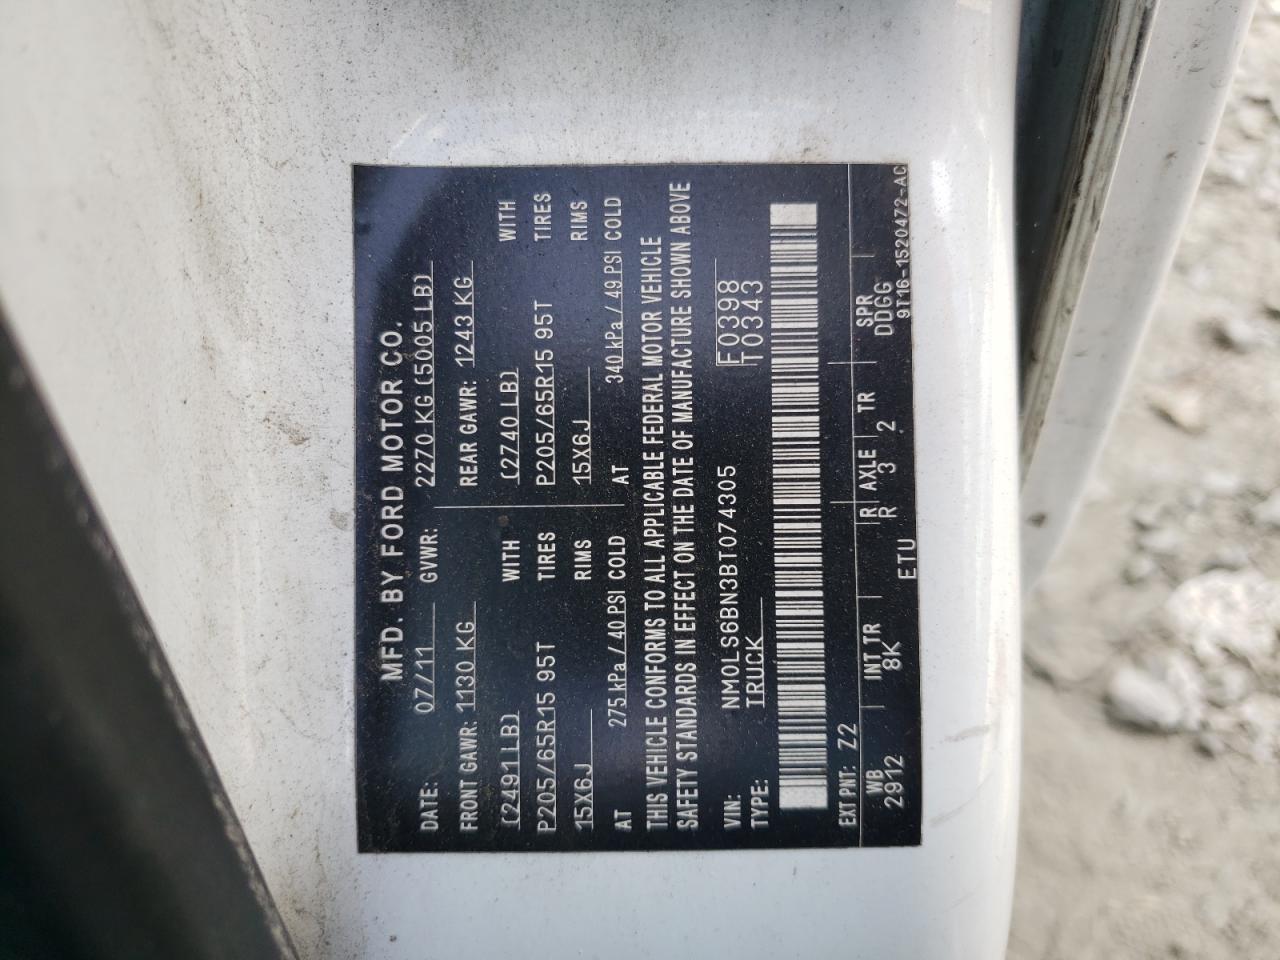 MFD. BY FORD MOTOR CO.
DATE: 07/11 GVWR: 2270 KG (5005 LB)
FRONT GAWR: 1130 KG REAR GAWR: 1243 KG
(2491 LB) WITH (2740 LB) WITH
P205/65R15 95T TIRES P205/65R15 95T TIRES
15X6J RIMS 15X6J RIMS
AT 275 kPa / 40 PSI COLD AT 340 kPa / 49 PSI COLD
THIS VEHICLE CONFORMS TO ALL APPLICABLE FEDERAL MOTOR VEHICLE
SAFETY STANDARDS IN EFFECT ON THE DATE OF MANUFACTURE SHOWN ABOVE
VIN: NM0LS6BN3BT074305 F0398
TYPE: TRUCK T0343
EXT PNT: Z2
WB INT TR R AXLE TR SPR
2912 8K R 3 2 DDGG
ETU 9T16-1520472-AC